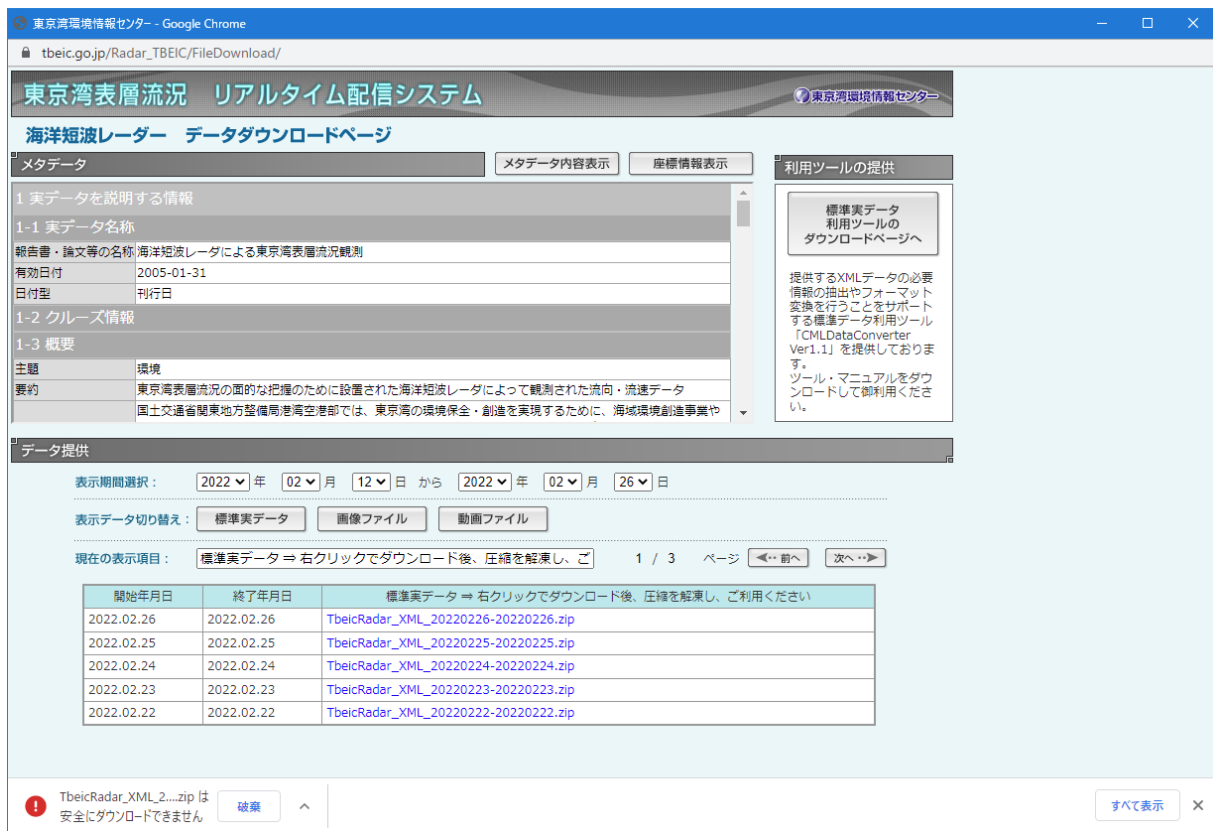 東京湾環境情報センター - Google Chrome
tbeic.go.jp/Radar_TBEIC/FileDownload/
東京湾表層流況 リアルタイム配信システム
東京湾環境情報センター
海洋短波レーダー データダウンロードページ
メタデータ
メタデータ内容表示
座標情報表示
1 実データを説明する情報
1-1 実データ名称
報告書・論文等の名称 海洋短波レーダによる東京湾表層流況観測
有効日付 2005-01-31
日付型 刊行日
1-2 クルーズ情報
1-3 概要
主題 環境
要約 東京湾表層流況の面的な把握のために設置された海洋短波レーダによって観測された流向・流速データ
国土交通省関東地方整備局港湾空港部では、東京湾の環境保全・創造を実現するために、海域環境創造事業や
利用ツールの提供
標準実データ
利用ツールの
ダウンロードページへ
提供するXMLデータの必要
情報の抽出やフォーマット
変換を行うことをサポート
する標準データ利用ツール
「CMLDataConverter
Ver1.1」を提供しておりま
す。
ツール・マニュアルをダウ
ンロードして御利用くださ
い。
データ提供
表示期間選択： 2022 年 02 月 12 日 から 2022 年 02 月 26 日
表示データ切り替え： 標準実データ 画像ファイル 動画ファイル
現在の表示項目： 標準実データ ⇒ 右クリックでダウンロード後、圧縮を解凍し、ご 1 / 3 ページ 前へ 次へ
開始年月日 終了年月日 標準実データ ⇒ 右クリックでダウンロード後、圧縮を解凍し、ご利用ください
2022.02.26 2022.02.26 TbeicRadar_XML_20220226-20220226.zip
2022.02.25 2022.02.25 TbeicRadar_XML_20220225-20220225.zip
2022.02.24 2022.02.24 TbeicRadar_XML_20220224-20220224.zip
2022.02.23 2022.02.23 TbeicRadar_XML_20220223-20220223.zip
2022.02.22 2022.02.22 TbeicRadar_XML_20220222-20220222.zip
TbeicRadar_XML_2....zip は
安全にダウンロードできません
破棄
すべて表示